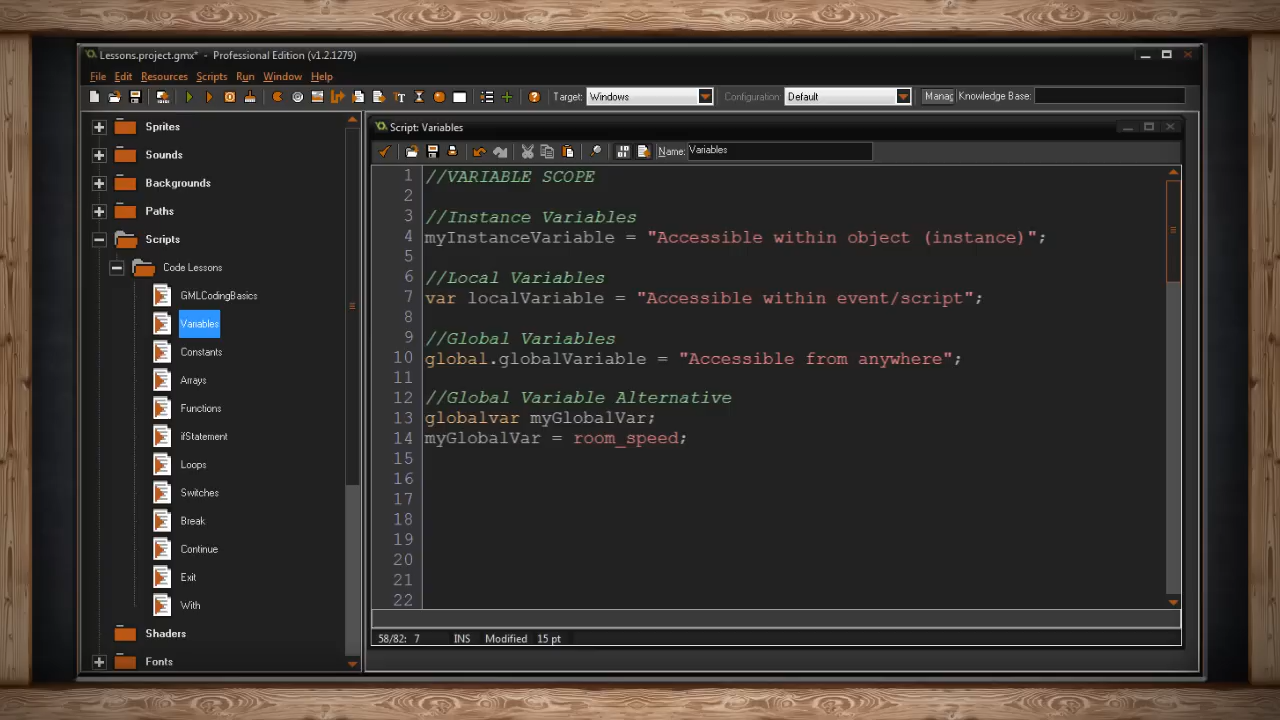 Lessons.project.gmx* - Professional Edition (v1.2.1279)
File Edit Resources Scripts Run Window Help
Target: Windows Configuration: Default Manag Knowledge Base:
Sprites
Sounds
Backgrounds
Paths
Scripts
Code Lessons
GMLCodingBasics
Variables
Constants
Arrays
Functions
ifStatement
Loops
Switches
Break
Continue
Exit
With
Shaders
Fonts
Script: Variables
Name: Variables
1 //VARIABLE SCOPE
2
3 //Instance Variables
4 myInstanceVariable = "Accessible within object (instance)";
5
6 //Local Variables
7 var localVariable = "Accessible within event/script";
8
9 //Global Variables
10 global.globalVariable = "Accessible from anywhere";
11
12 //Global Variable Alternative
13 globalvar myGlobalVar;
14 myGlobalVar = room_speed;
15
16
17
18
19
20
21
22
58/82: 7 INS Modified 15 pt